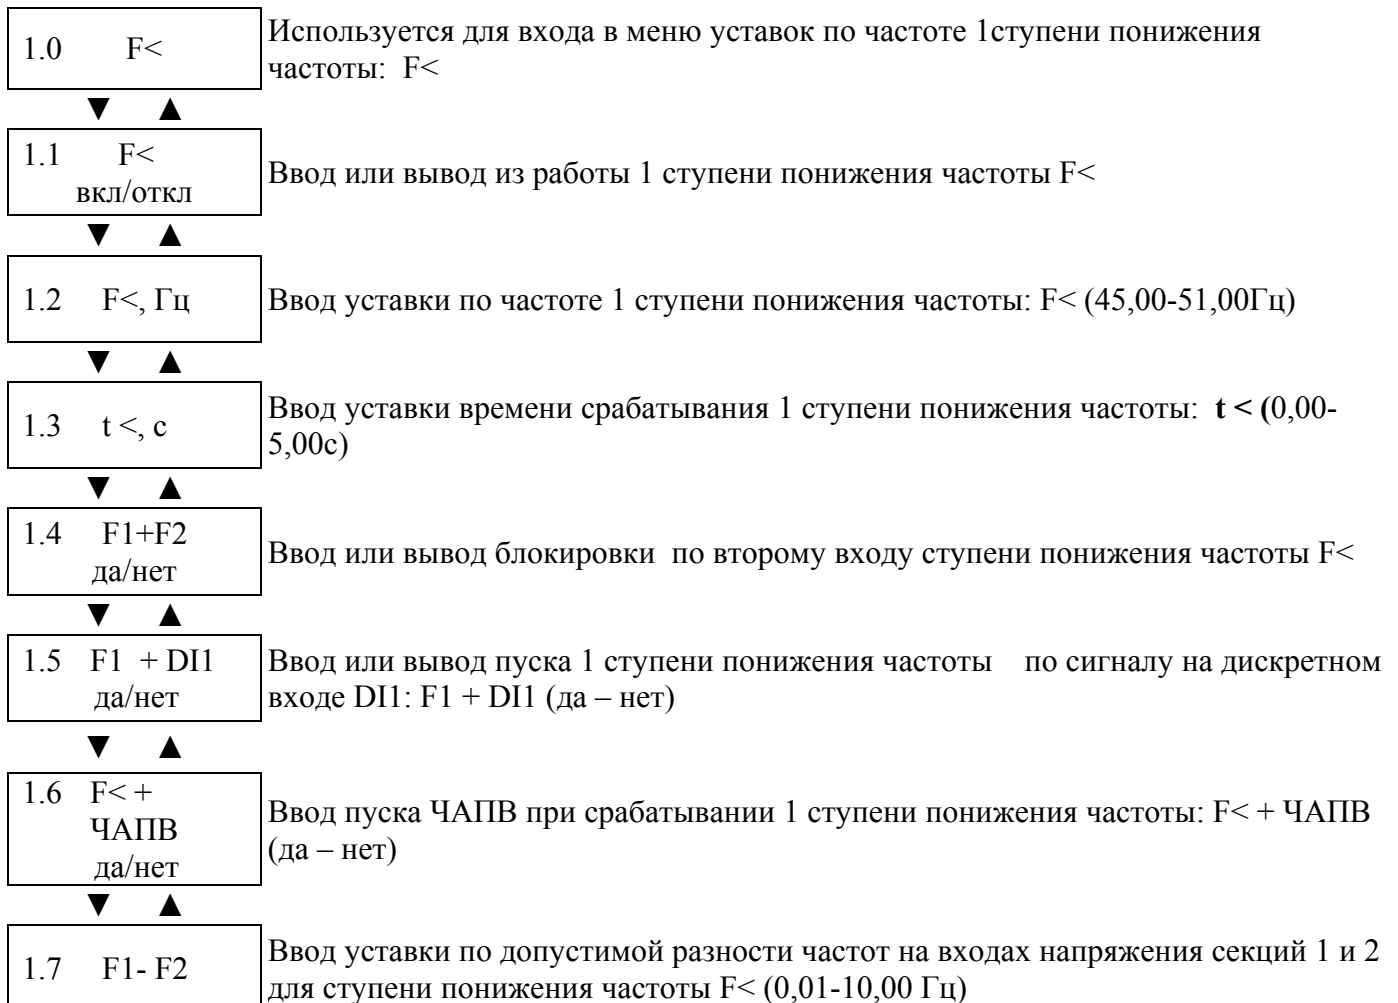 1.0 F<
Используется для входа в меню уставок по частоте 1ступени понижения
частоты: F<
▼ ▲
1.1 F<
вкл/откл
Ввод или вывод из работы 1 ступени понижения частоты F<
▼ ▲
1.2 F<, Гц
Ввод уставки по частоте 1 ступени понижения частоты: F< (45,00-51,00Гц)
▼ ▲
1.3 t <, с
Ввод уставки времени срабатывания 1 ступени понижения частоты: t < (0,00-
5,00с)
▼ ▲
1.4 F1+F2
да/нет
Ввод или вывод блокировки по второму входу ступени понижения частоты F<
▼ ▲
1.5 F1 + DI1
да/нет
Ввод или вывод пуска 1 ступени понижения частоты по сигналу на дискретном
входе DI1: F1 + DI1 (да – нет)
▼ ▲
1.6 F< +
ЧАПВ
да/нет
Ввод пуска ЧАПВ при срабатывании 1 ступени понижения частоты: F< + ЧАПВ
(да – нет)
▼ ▲
1.7 F1- F2
Ввод уставки по допустимой разности частот на входах напряжения секций 1 и 2
для ступени понижения частоты F< (0,01-10,00 Гц)